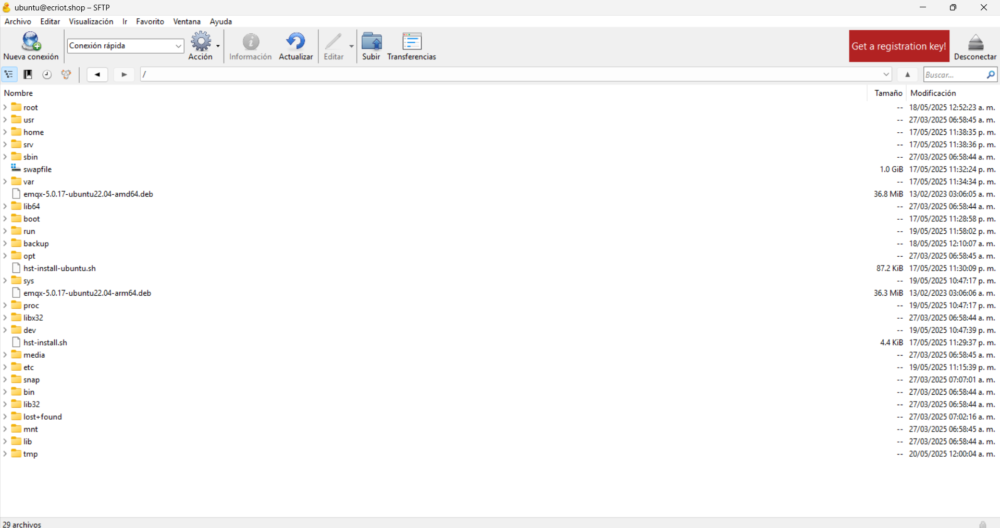 ubuntu@ecriot.shop – SFTP
Archivo Editar Visualización Ir Favorito Ventana Ayuda
Nueva conexión Conexión rápida Acción Información Actualizar Editar Subir Transferencias Get a registration key! Desconectar
/ Buscar...
Nombre Tamaño Modificación
root -- 18/05/2025 12:52:23 a. m.
usr -- 27/03/2025 06:58:45 a. m.
home -- 17/05/2025 11:38:35 p. m.
srv -- 17/05/2025 11:38:36 p. m.
sbin -- 27/03/2025 06:58:44 a. m.
swapfile 1.0 GiB 17/05/2025 11:32:24 p. m.
var -- 17/05/2025 11:34:34 p. m.
emqx-5.0.17-ubuntu22.04-amd64.deb 36.8 MiB 13/02/2023 03:06:05 a. m.
lib64 -- 27/03/2025 06:58:44 a. m.
boot -- 17/05/2025 11:28:58 p. m.
run -- 19/05/2025 11:58:02 p. m.
backup -- 18/05/2025 12:10:07 a. m.
opt -- 27/03/2025 06:58:45 a. m.
hst-install-ubuntu.sh 87.2 KiB 17/05/2025 11:30:09 p. m.
sys -- 19/05/2025 10:47:17 p. m.
emqx-5.0.17-ubuntu22.04-arm64.deb 36.3 MiB 13/02/2023 03:06:06 a. m.
proc -- 19/05/2025 10:47:17 p. m.
libx32 -- 27/03/2025 06:58:44 a. m.
dev -- 19/05/2025 10:47:39 p. m.
hst-install.sh 4.4 KiB 17/05/2025 11:29:37 p. m.
media -- 27/03/2025 06:58:45 a. m.
etc -- 19/05/2025 11:15:39 p. m.
snap -- 27/03/2025 07:07:01 a. m.
bin -- 27/03/2025 06:58:44 a. m.
lib32 -- 27/03/2025 06:58:44 a. m.
lost+found -- 27/03/2025 07:02:16 a. m.
mnt -- 27/03/2025 06:58:45 a. m.
lib -- 27/03/2025 06:58:44 a. m.
tmp -- 20/05/2025 12:00:04 a. m.
29 archivos